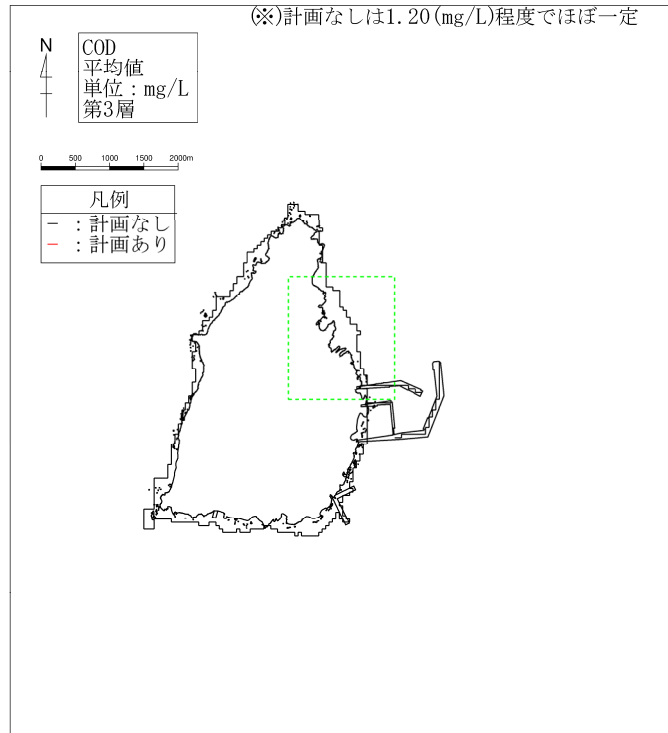 (※)計画なしは1.20(mg/L)程度でほぼ一定
N
COD
平均値
単位：mg/L
第3層
0 500 1000 1500 2000m
凡例
− ：計画なし
− ：計画あり